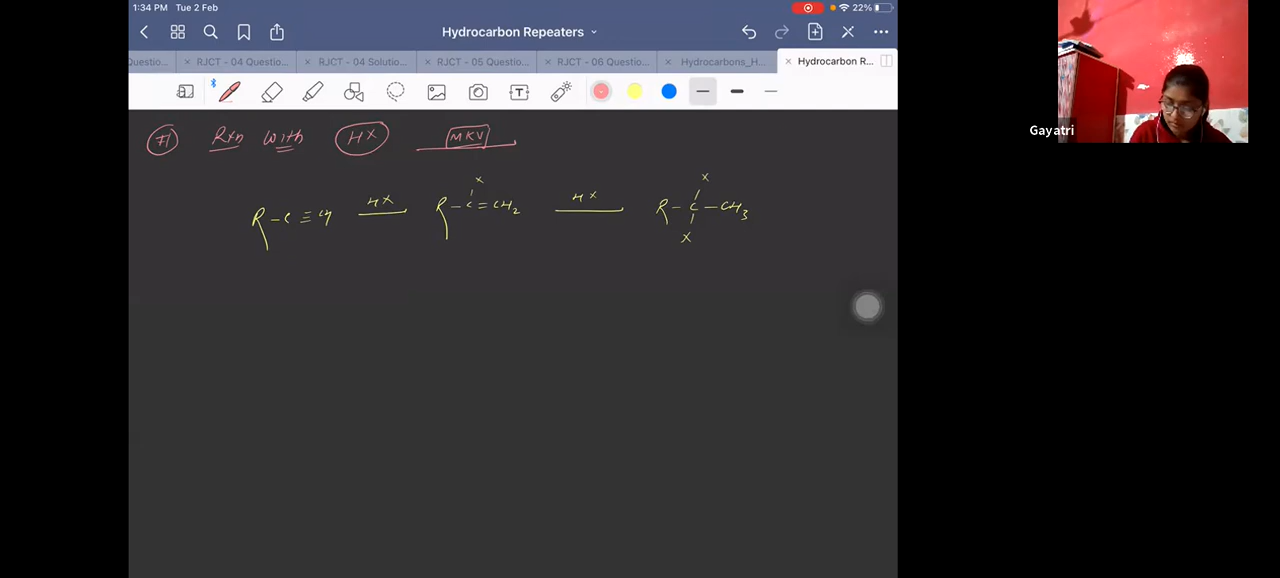 1:34 PM Tue 2 Feb
22%
Hydrocarbon Repeaters
Questio...
× RJCT - 04 Questio...
× RJCT - 04 Solutio...
× RJCT - 05 Questio...
× RJCT - 06 Questio...
× Hydrocarbons_H...
× Hydrocarbon R...
T
# Rxn with HX MKV
R-C≡CH HX R-C=CH2 HX R-C-CH3
X
X
X
Gayatri